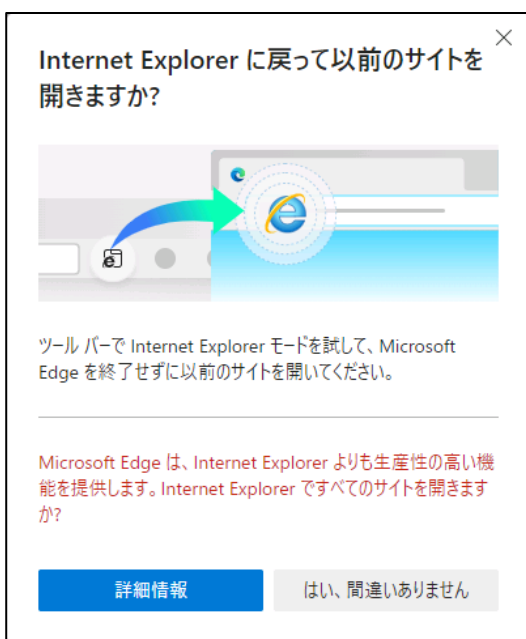 Internet Explorer に戻って以前のサイトを
開きますか?
ツール バーで Internet Explorer モードを試して、Microsoft
Edge を終了せずに以前のサイトを開いてください。
Microsoft Edge は、Internet Explorer よりも生産性の高い機
能を提供します。Internet Explorer ですべてのサイトを開きます
か?
詳細情報
はい、間違いありません